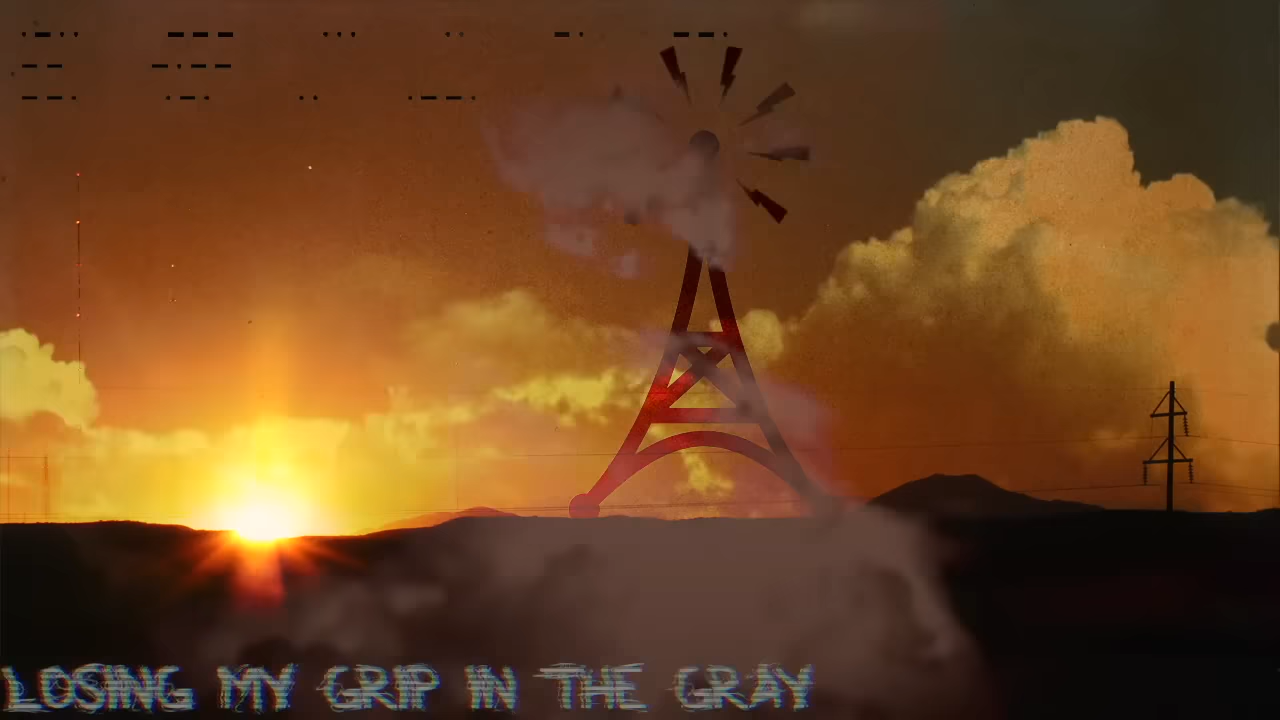 .-.. --- ... .. -. --.
-- -.--
--. .-. .. .--.
LOSING MY GRIP IN THE GRAY